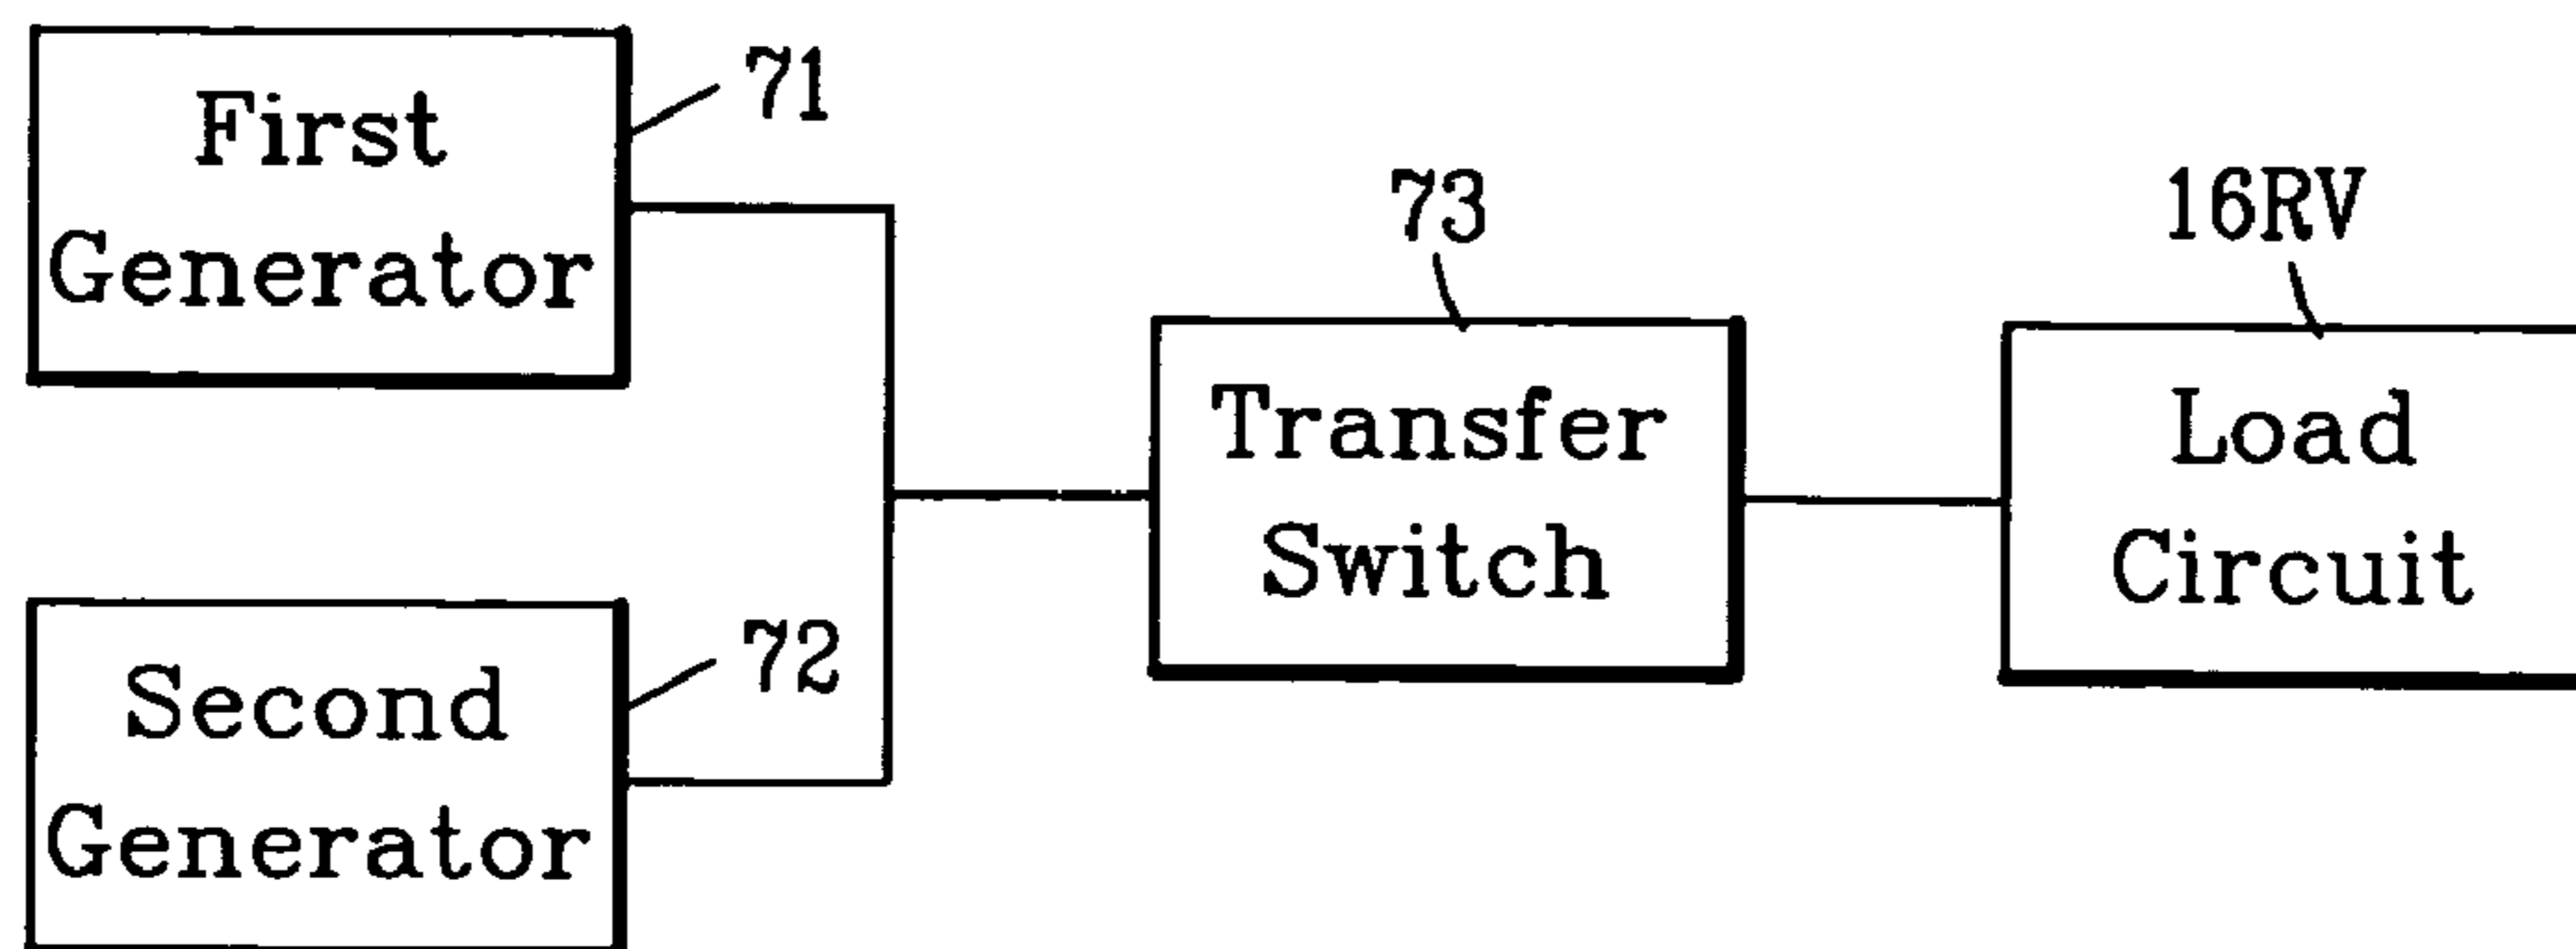 First
Generator
71
73
16RV
Transfer
Switch
Load
Circuit
Second
Generator
72